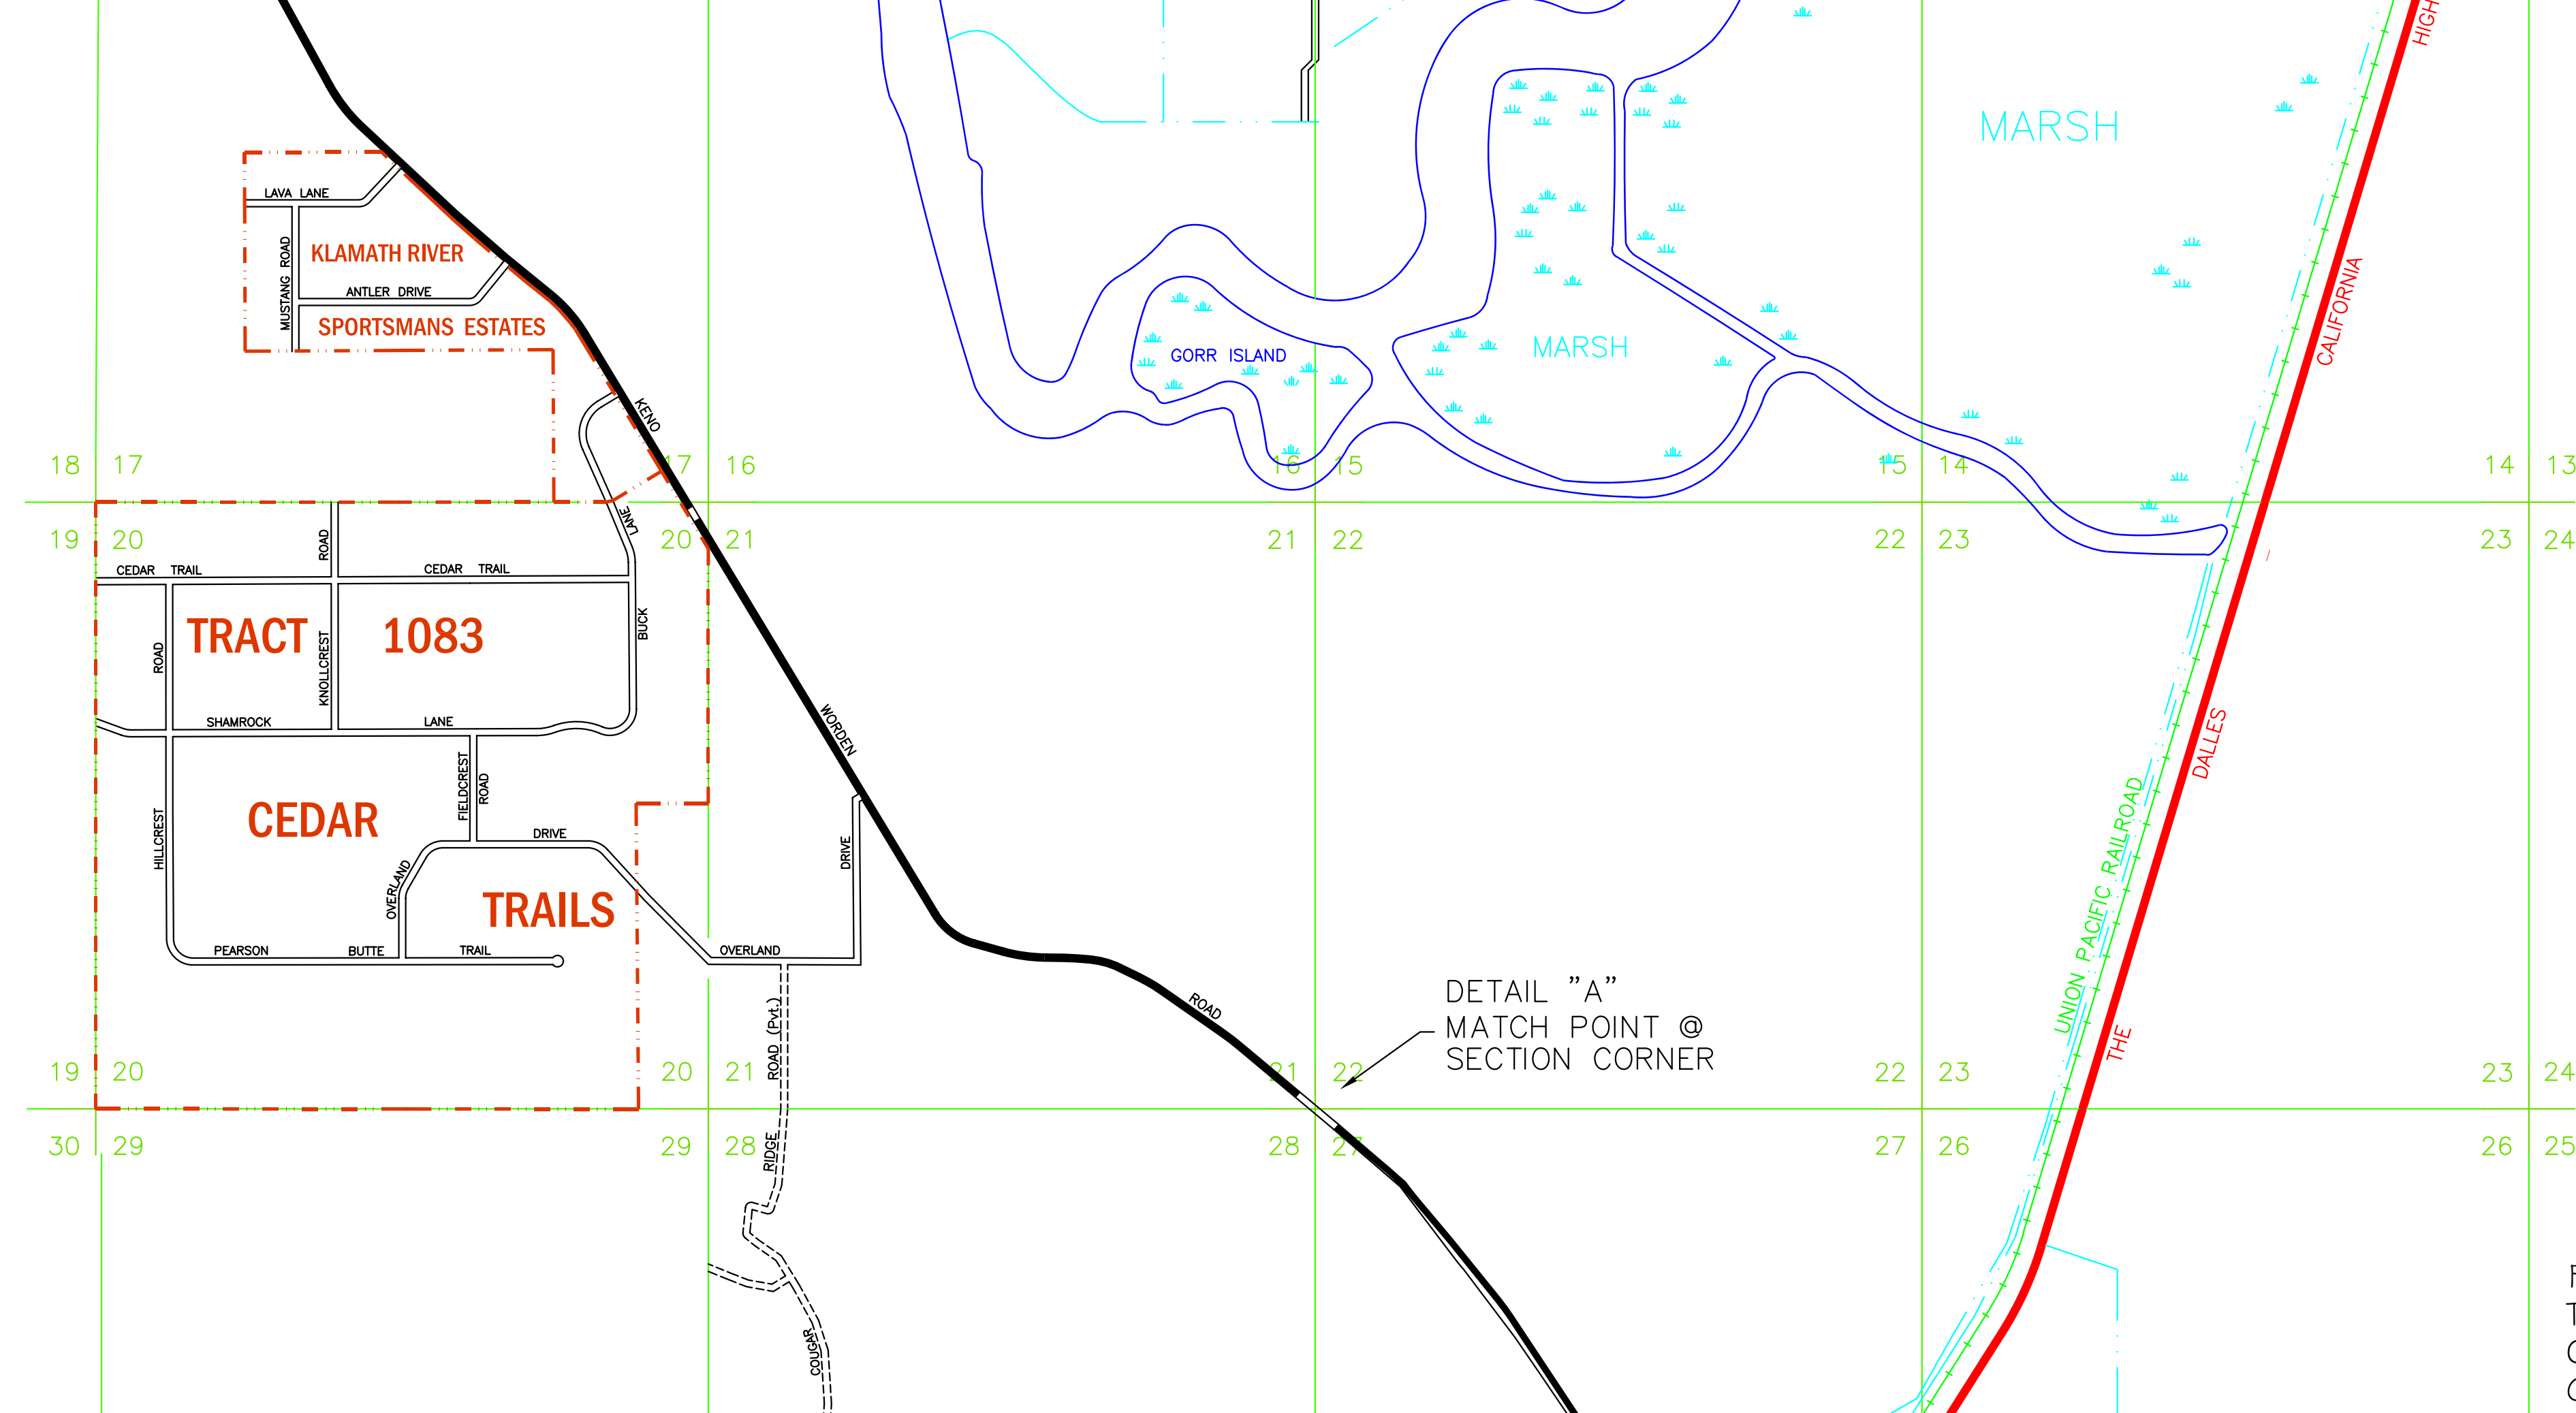 HIGH
MARSH
LAVA LANE
MUSTANG ROAD
KLAMATH RIVER
ANTLER DRIVE
SPORTSMANS ESTATES
CALIFORNIA
MARSH
GORR ISLAND
KENO
18 17
17 16
16 15
15 14
14 13
19 20
20 21
21 22
22 23
23 24
LANE
ROAD
CEDAR TRAIL
CEDAR TRAIL
BUCK
TRACT 1083
ROAD
KNOLLCREST
SHAMROCK LANE
WORDEN
DALLES
FIELDCREST
ROAD
CEDAR
HILLCREST
DRIVE
DRIVE
OVERLAND
TRAILS
UNION PACIFIC RAILROAD
PEARSON BUTTE TRAIL
OVERLAND
ROAD
DETAIL "A"
MATCH POINT @
SECTION CORNER
ROAD (Pvt.)
THE
19 20
20 21
21 22
22 23
23 24
30 29
29 28
28 27
27 26
26 25
RIDGE
COUGAR